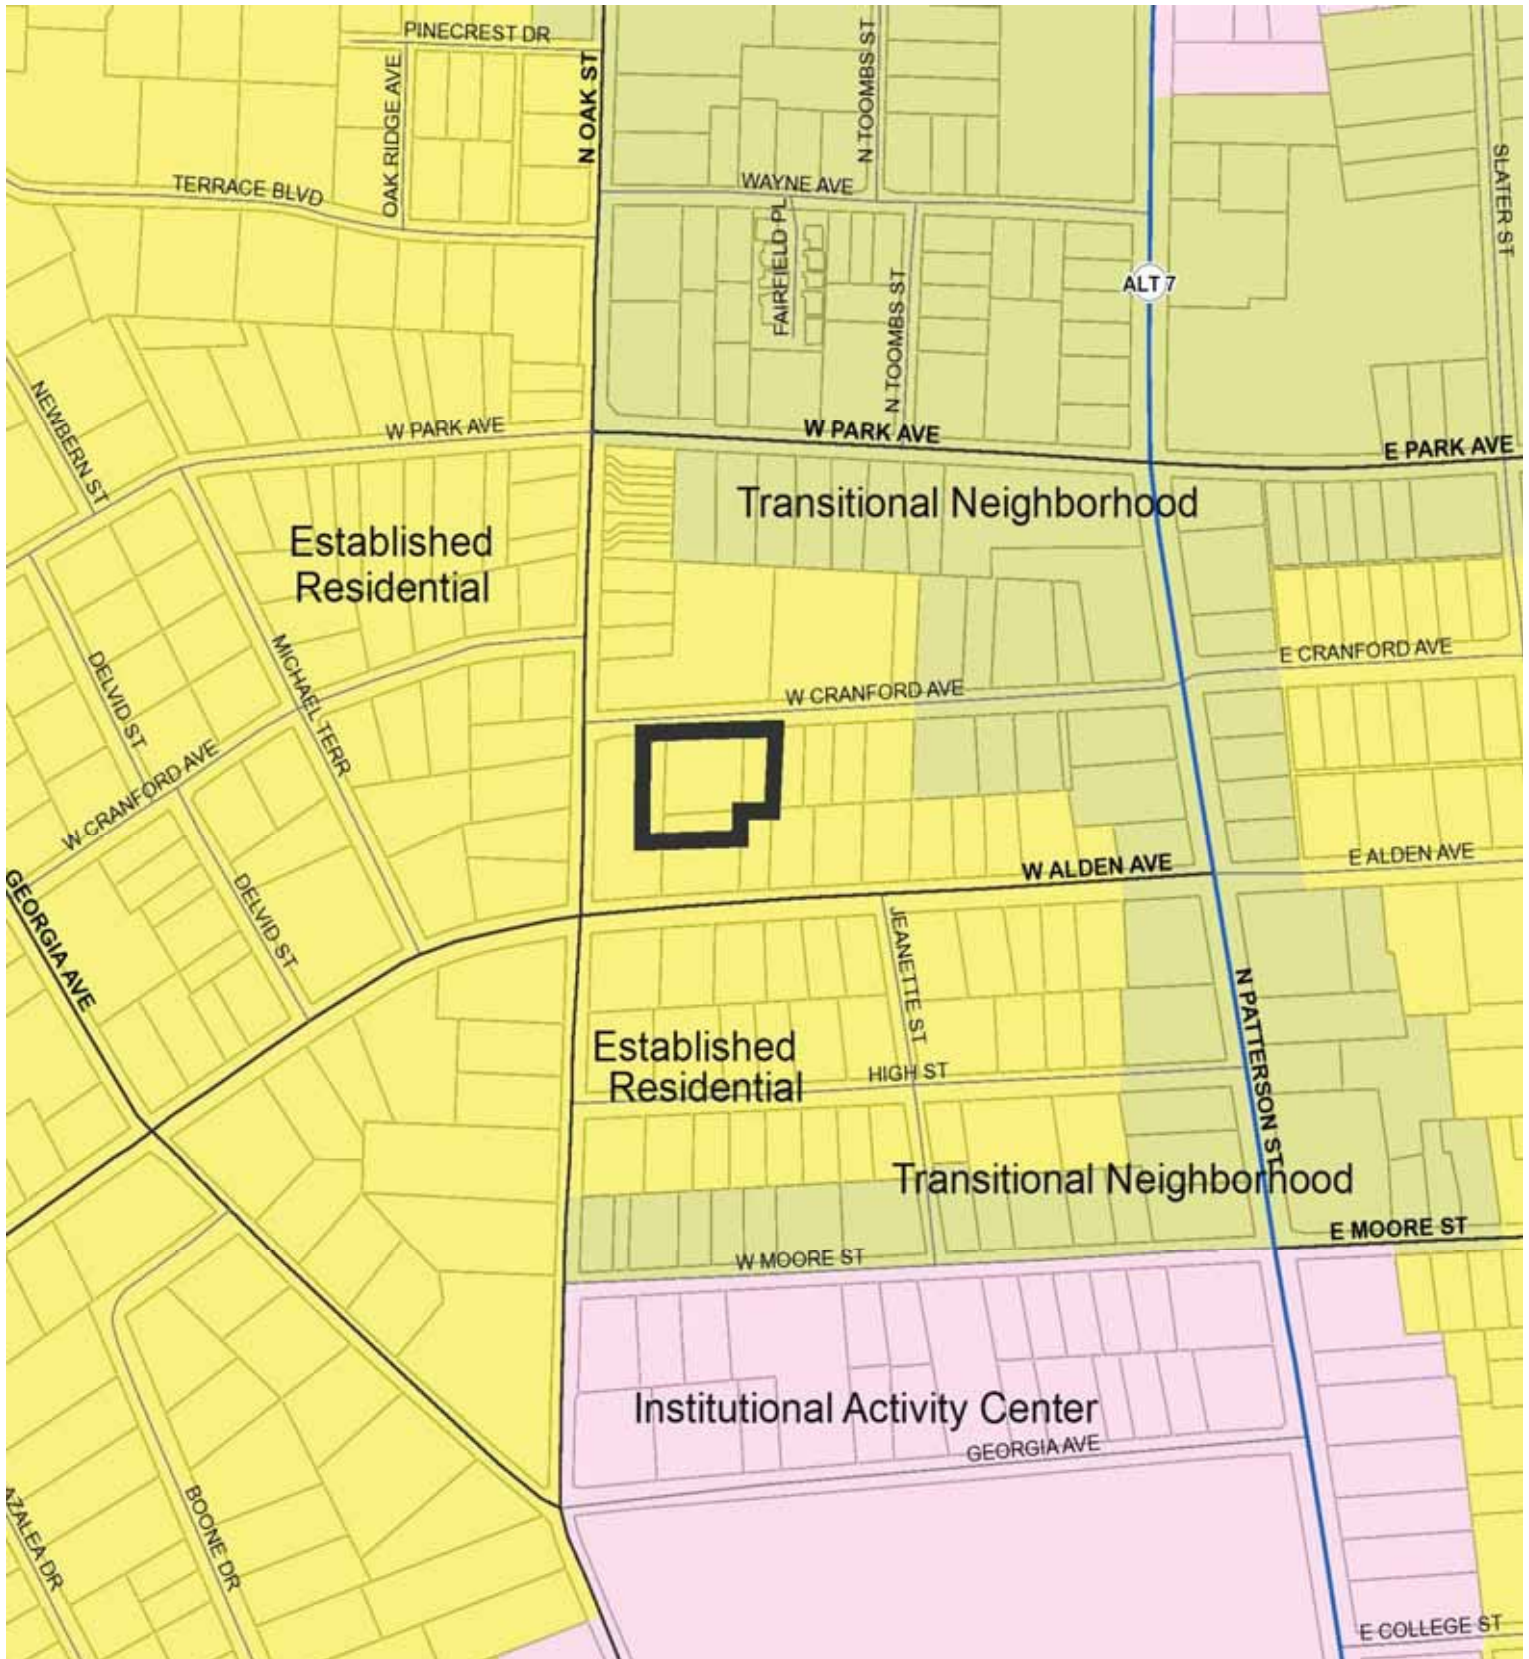 PINECREST DR
OAK RIDGE AVE
N OAK ST
N TOOMBS ST
TERRACE BLVD
WAYNE AVE
SLATER ST
FAIRFIELD PL
N TOOMBS ST
ALT 7
NEWBERN ST
W PARK AVE
W PARK AVE
E PARK AVE
Transitional Neighborhood
Established
Residential
DELVID ST
MICHAEL TERR
E CRANFORD AVE
W CRANFORD AVE
W CRANFORD AVE
GEORGIA AVE
DELVID ST
W ALDEN AVE
E ALDEN AVE
JEANETTE ST
N PATTERSON ST
Established
Residential
HIGH ST
Transitional Neighborhood
E MOORE ST
W MOORE ST
Institutional Activity Center
GEORGIA AVE
BOONE DR
AZALEA DR
E COLLEGE ST